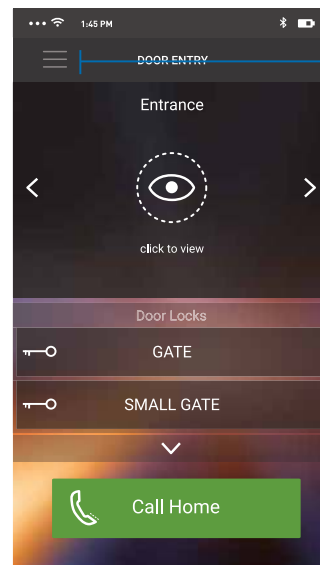 1:45 PM
DOOR ENTRY
Entrance
click to view
Door Locks
GATE
SMALL GATE
Call Home